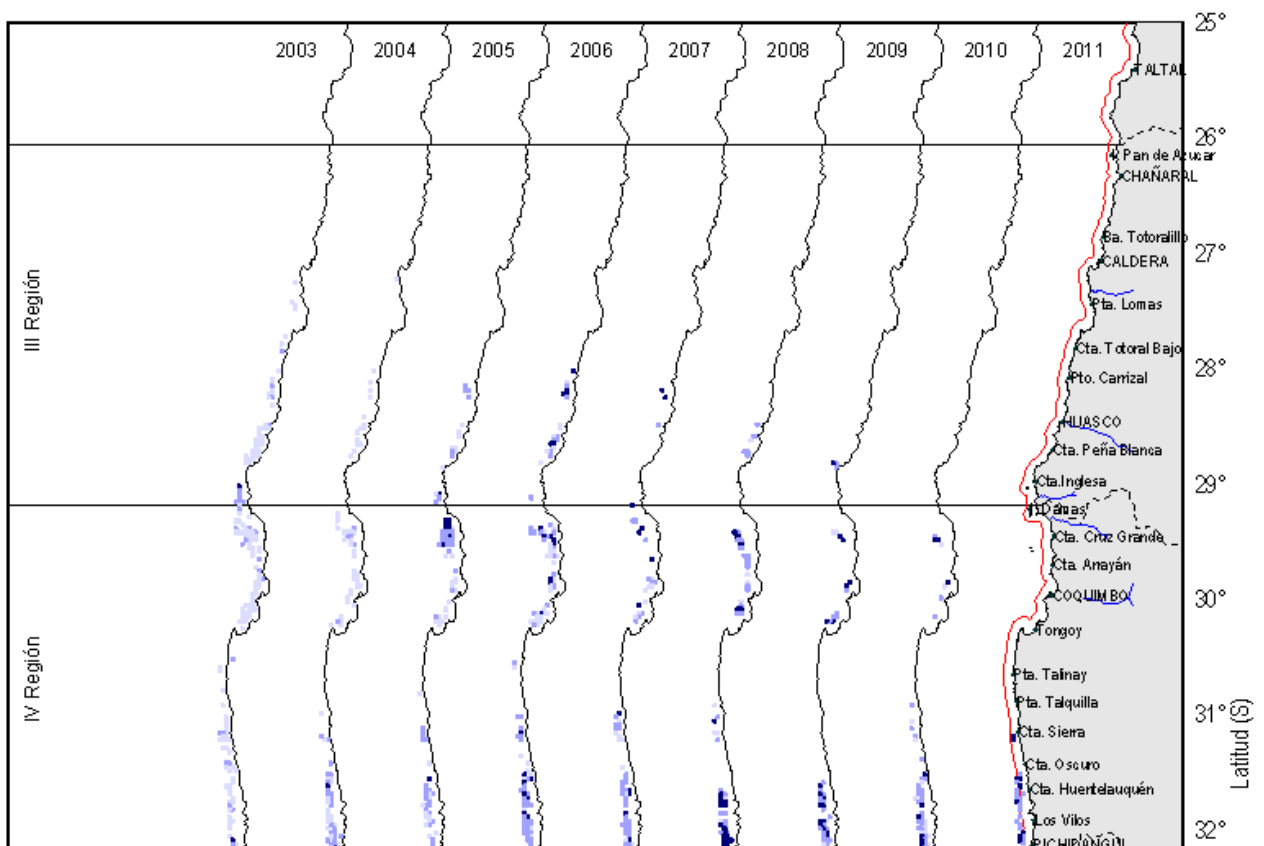 25°
2003 2004 2005 2006 2007 2008 2009 2010 2011
TALTAL
26°
Pan de Azucar
CHAÑARAL
Ba. Totoralillo
27°
CALDERA
Pta. Lomas
III Región
Cta. Totoral Bajo
28°
Pto. Carrizal
HUASCO
Cta. Peña Blanca
29°
Cta. Inglesa
I Damas
Cta. Cruz Grande
Cta. Arrayán
30°
COQUIMBO
Tongoy
IV Región
Pta. Talinay
Pta. Talquilla
31°
Cta. Sierra
Latitud (S)
Cta. Oscuro
Cta. Huentelauquén
Los Vilos
32°